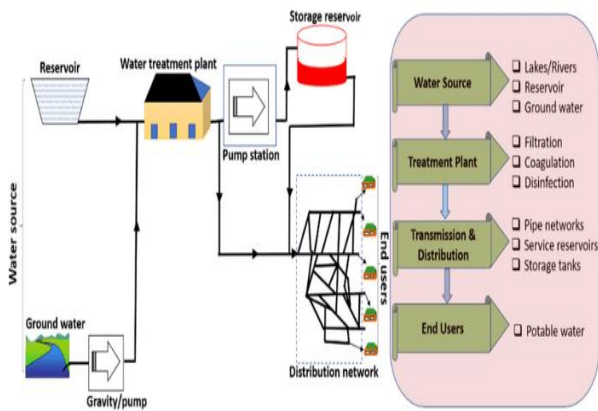 Storage reservoir
Reservoir
Water treatment plant
Pump station
Water source
Ground water
Gravity/pump
End users
Distribution network
Water Source
❑ Lakes/Rivers
❑ Reservoir
❑ Ground water
Treatment Plant
❑ Filtration
❑ Coagulation
❑ Disinfection
Transmission &
Distribution
❑ Pipe networks
❑ Service reservoirs
❑ Storage tanks
End Users
❑ Potable water